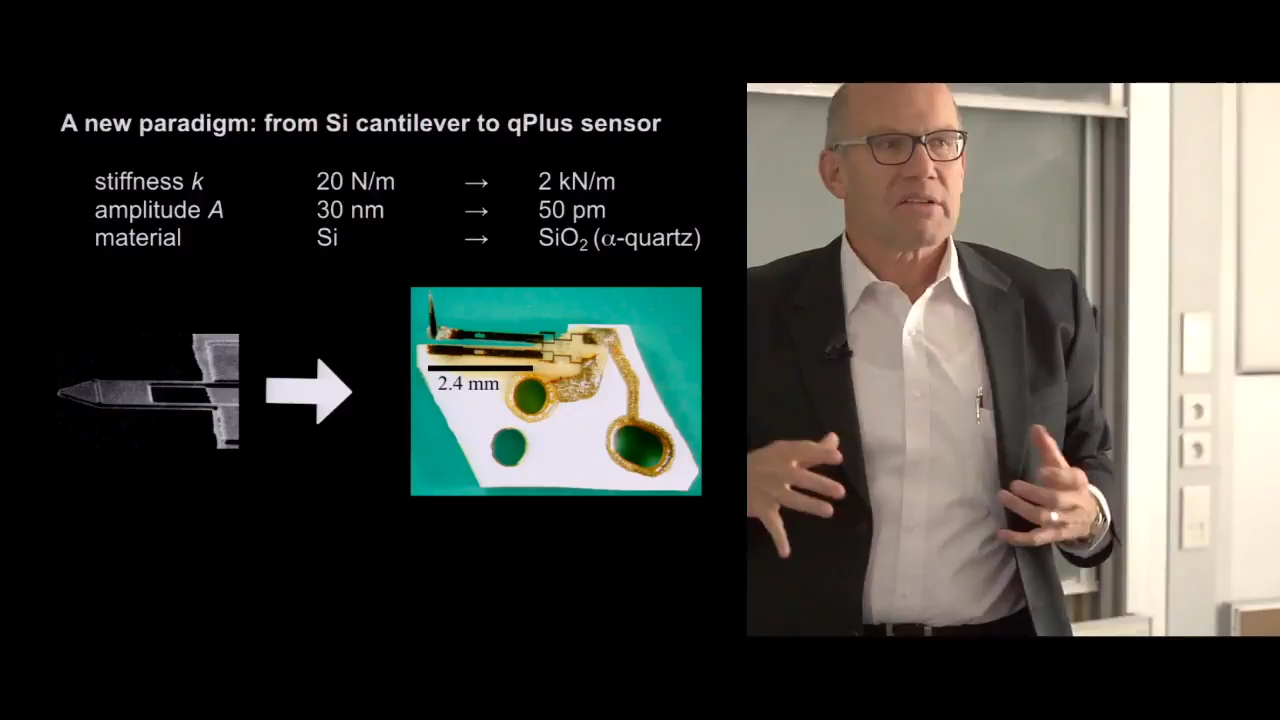 A new paradigm: from Si cantilever to qPlus sensor
stiffness k 20 N/m → 2 kN/m
amplitude A 30 nm → 50 pm
material Si → SiO₂ (α-quartz)
2.4 mm